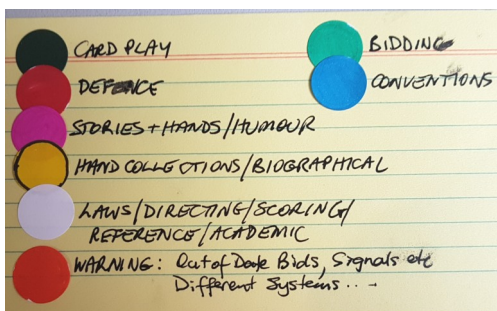 CARD PLAY
BIDDING
DEFENCE
CONVENTIONS
STORIES + HANDS/HUMOUR
HAND COLLECTIONS/BIOGRAPHICAL
LAWS/DIRECTING/SCORING/
REFERENCE/ACADEMIC
WARNING: Out of Date Bids, Signals etc
Different Systems...